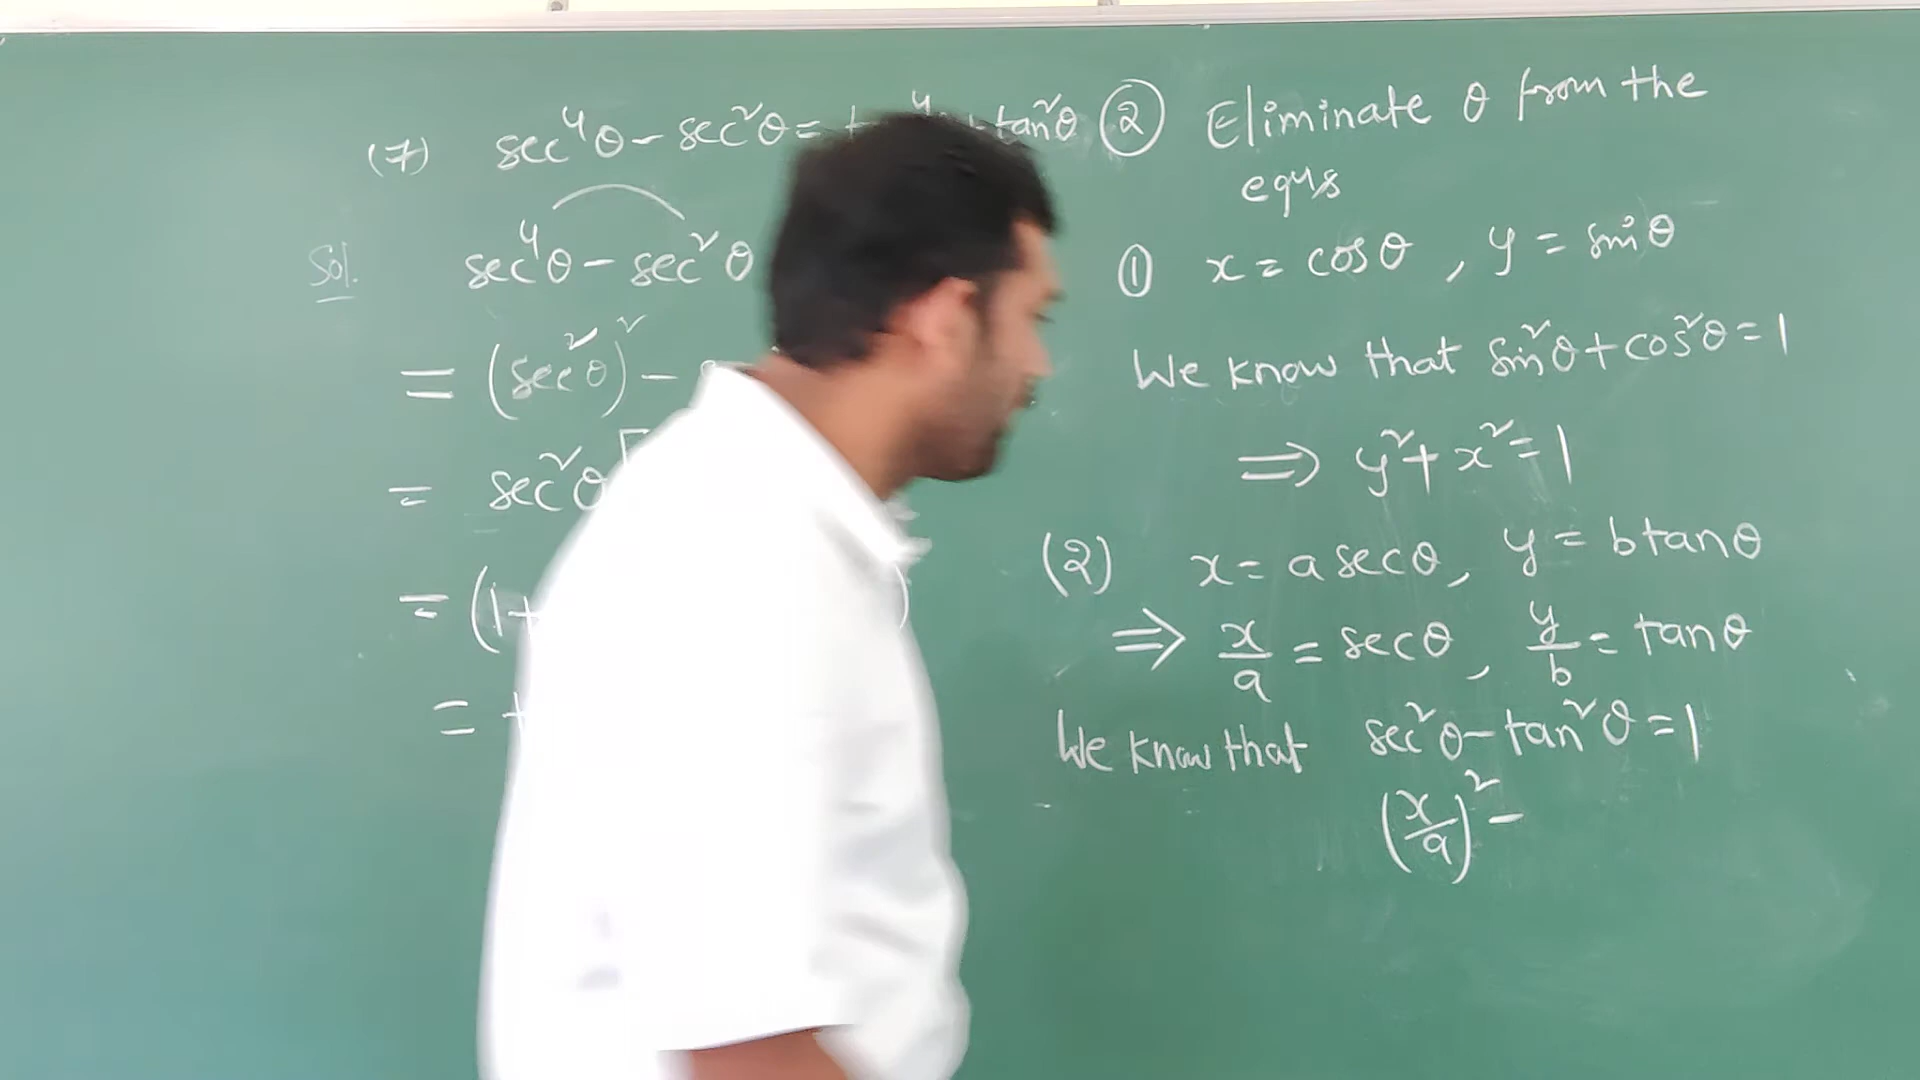 (7) sec⁴θ - sec²θ = tan²θ
Sol. sec⁴θ - sec²θ
= (sec²θ)² -
= sec²θ [
= (1+ )
=
② Eliminate θ from the
eqns
① x = cosθ, y = sinθ
We know that sin²θ + cos²θ = 1
⇒ y² + x² = 1
(2) x = a secθ, y = b tanθ
⇒ x/a = secθ, y/b = tanθ
We know that sec²θ - tan²θ = 1
(x/a)² -